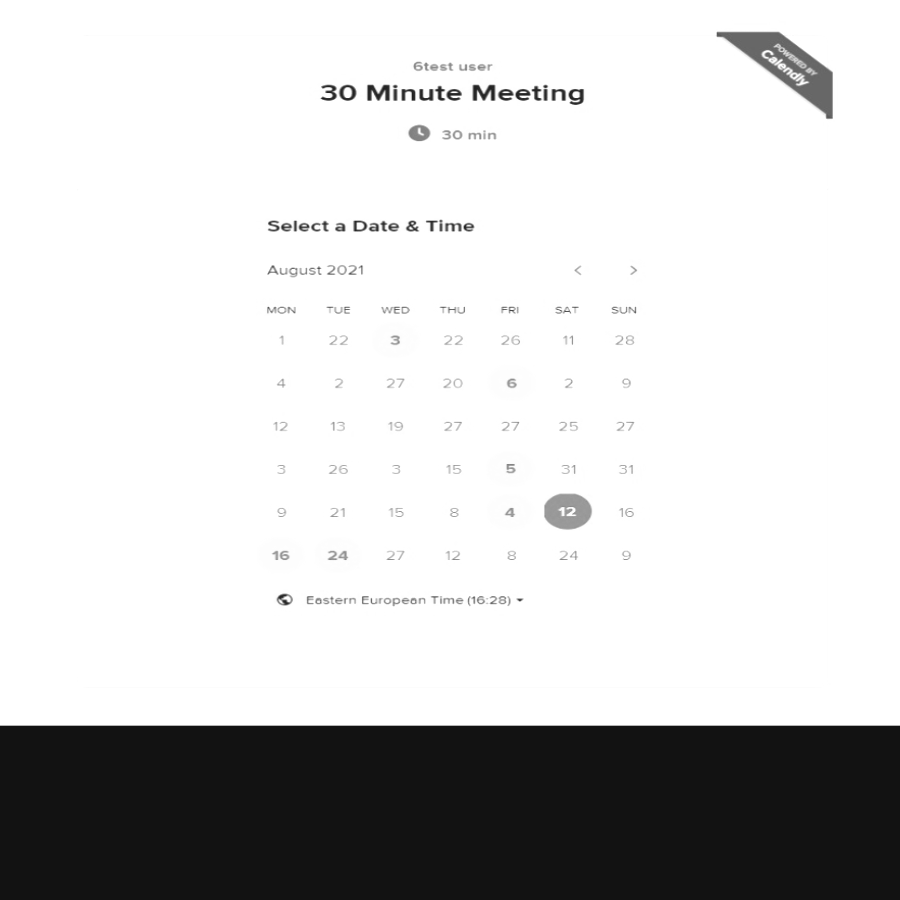 6test user
30 Minute Meeting
30 min
POWERED BY
Calendly
Select a Date & Time
August 2021
MON TUE WED THU FRI SAT SUN
1 22 3 22 26 11 28
4 2 27 20 6 2 9
12 13 19 27 27 25 27
3 26 3 15 5 31 31
9 21 15 8 4 12 16
16 24 27 12 8 24 9
Eastern European Time (16:28)